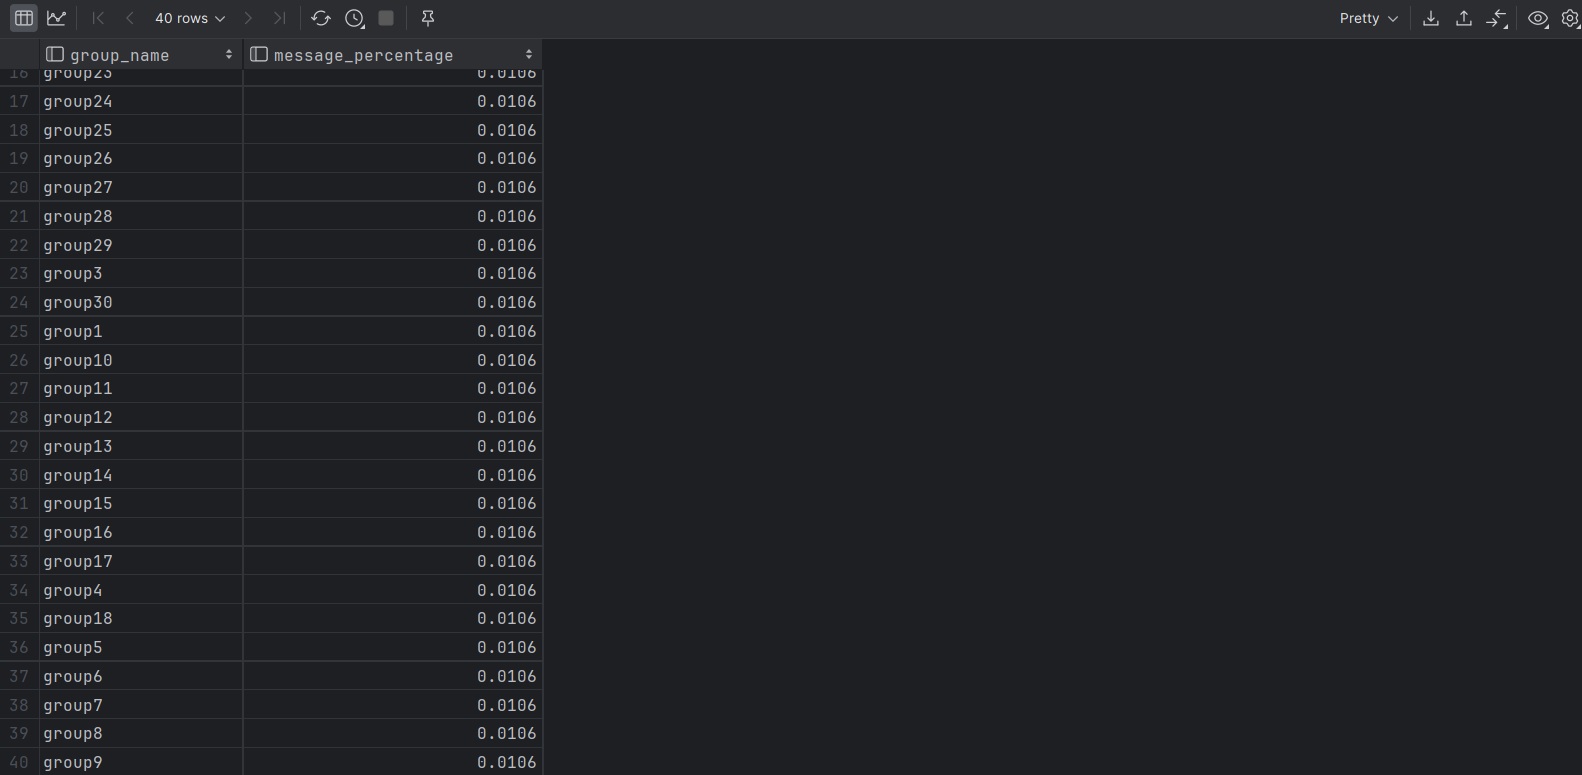 40 rows Pretty
group_name message_percentage
16 group23 0.0106
17 group24 0.0106
18 group25 0.0106
19 group26 0.0106
20 group27 0.0106
21 group28 0.0106
22 group29 0.0106
23 group3 0.0106
24 group30 0.0106
25 group1 0.0106
26 group10 0.0106
27 group11 0.0106
28 group12 0.0106
29 group13 0.0106
30 group14 0.0106
31 group15 0.0106
32 group16 0.0106
33 group17 0.0106
34 group4 0.0106
35 group18 0.0106
36 group5 0.0106
37 group6 0.0106
38 group7 0.0106
39 group8 0.0106
40 group9 0.0106